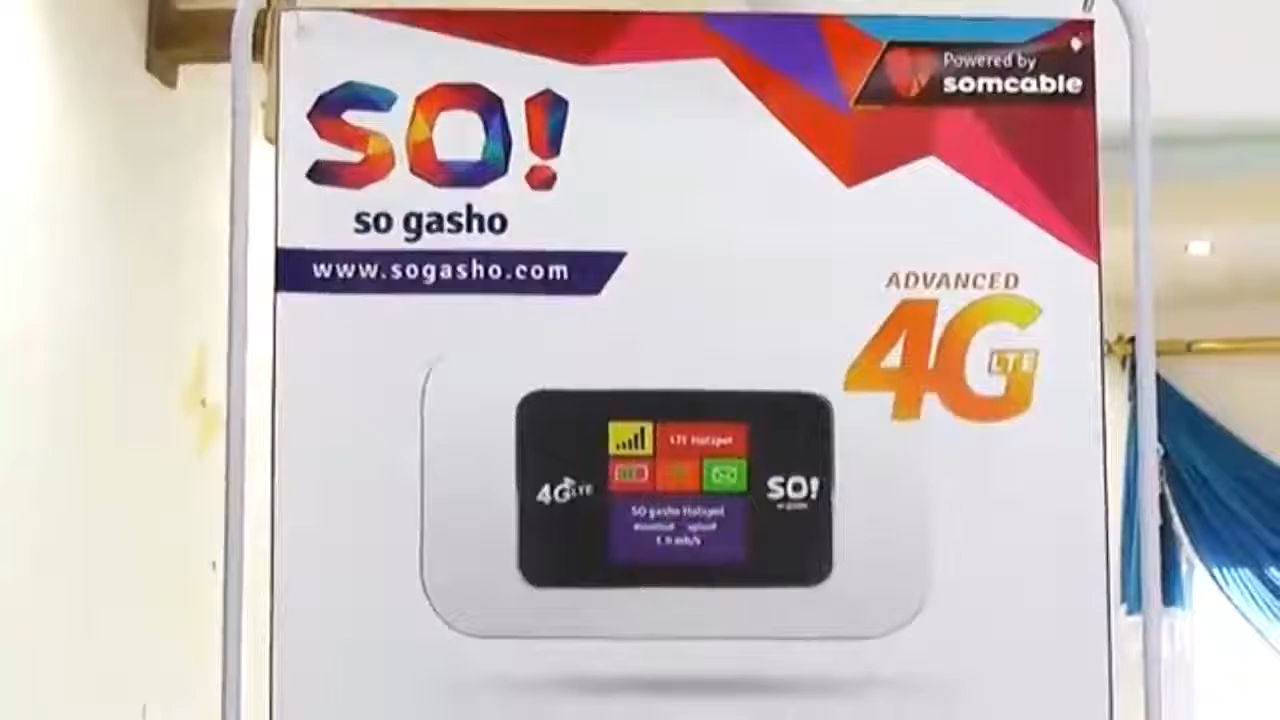 SO!
so gasho
www.sogasho.com
Powered by
somcable
ADVANCED
4G
LTE
4G LTE
LTE Hotspot
SO gasho Hotspot
SO!